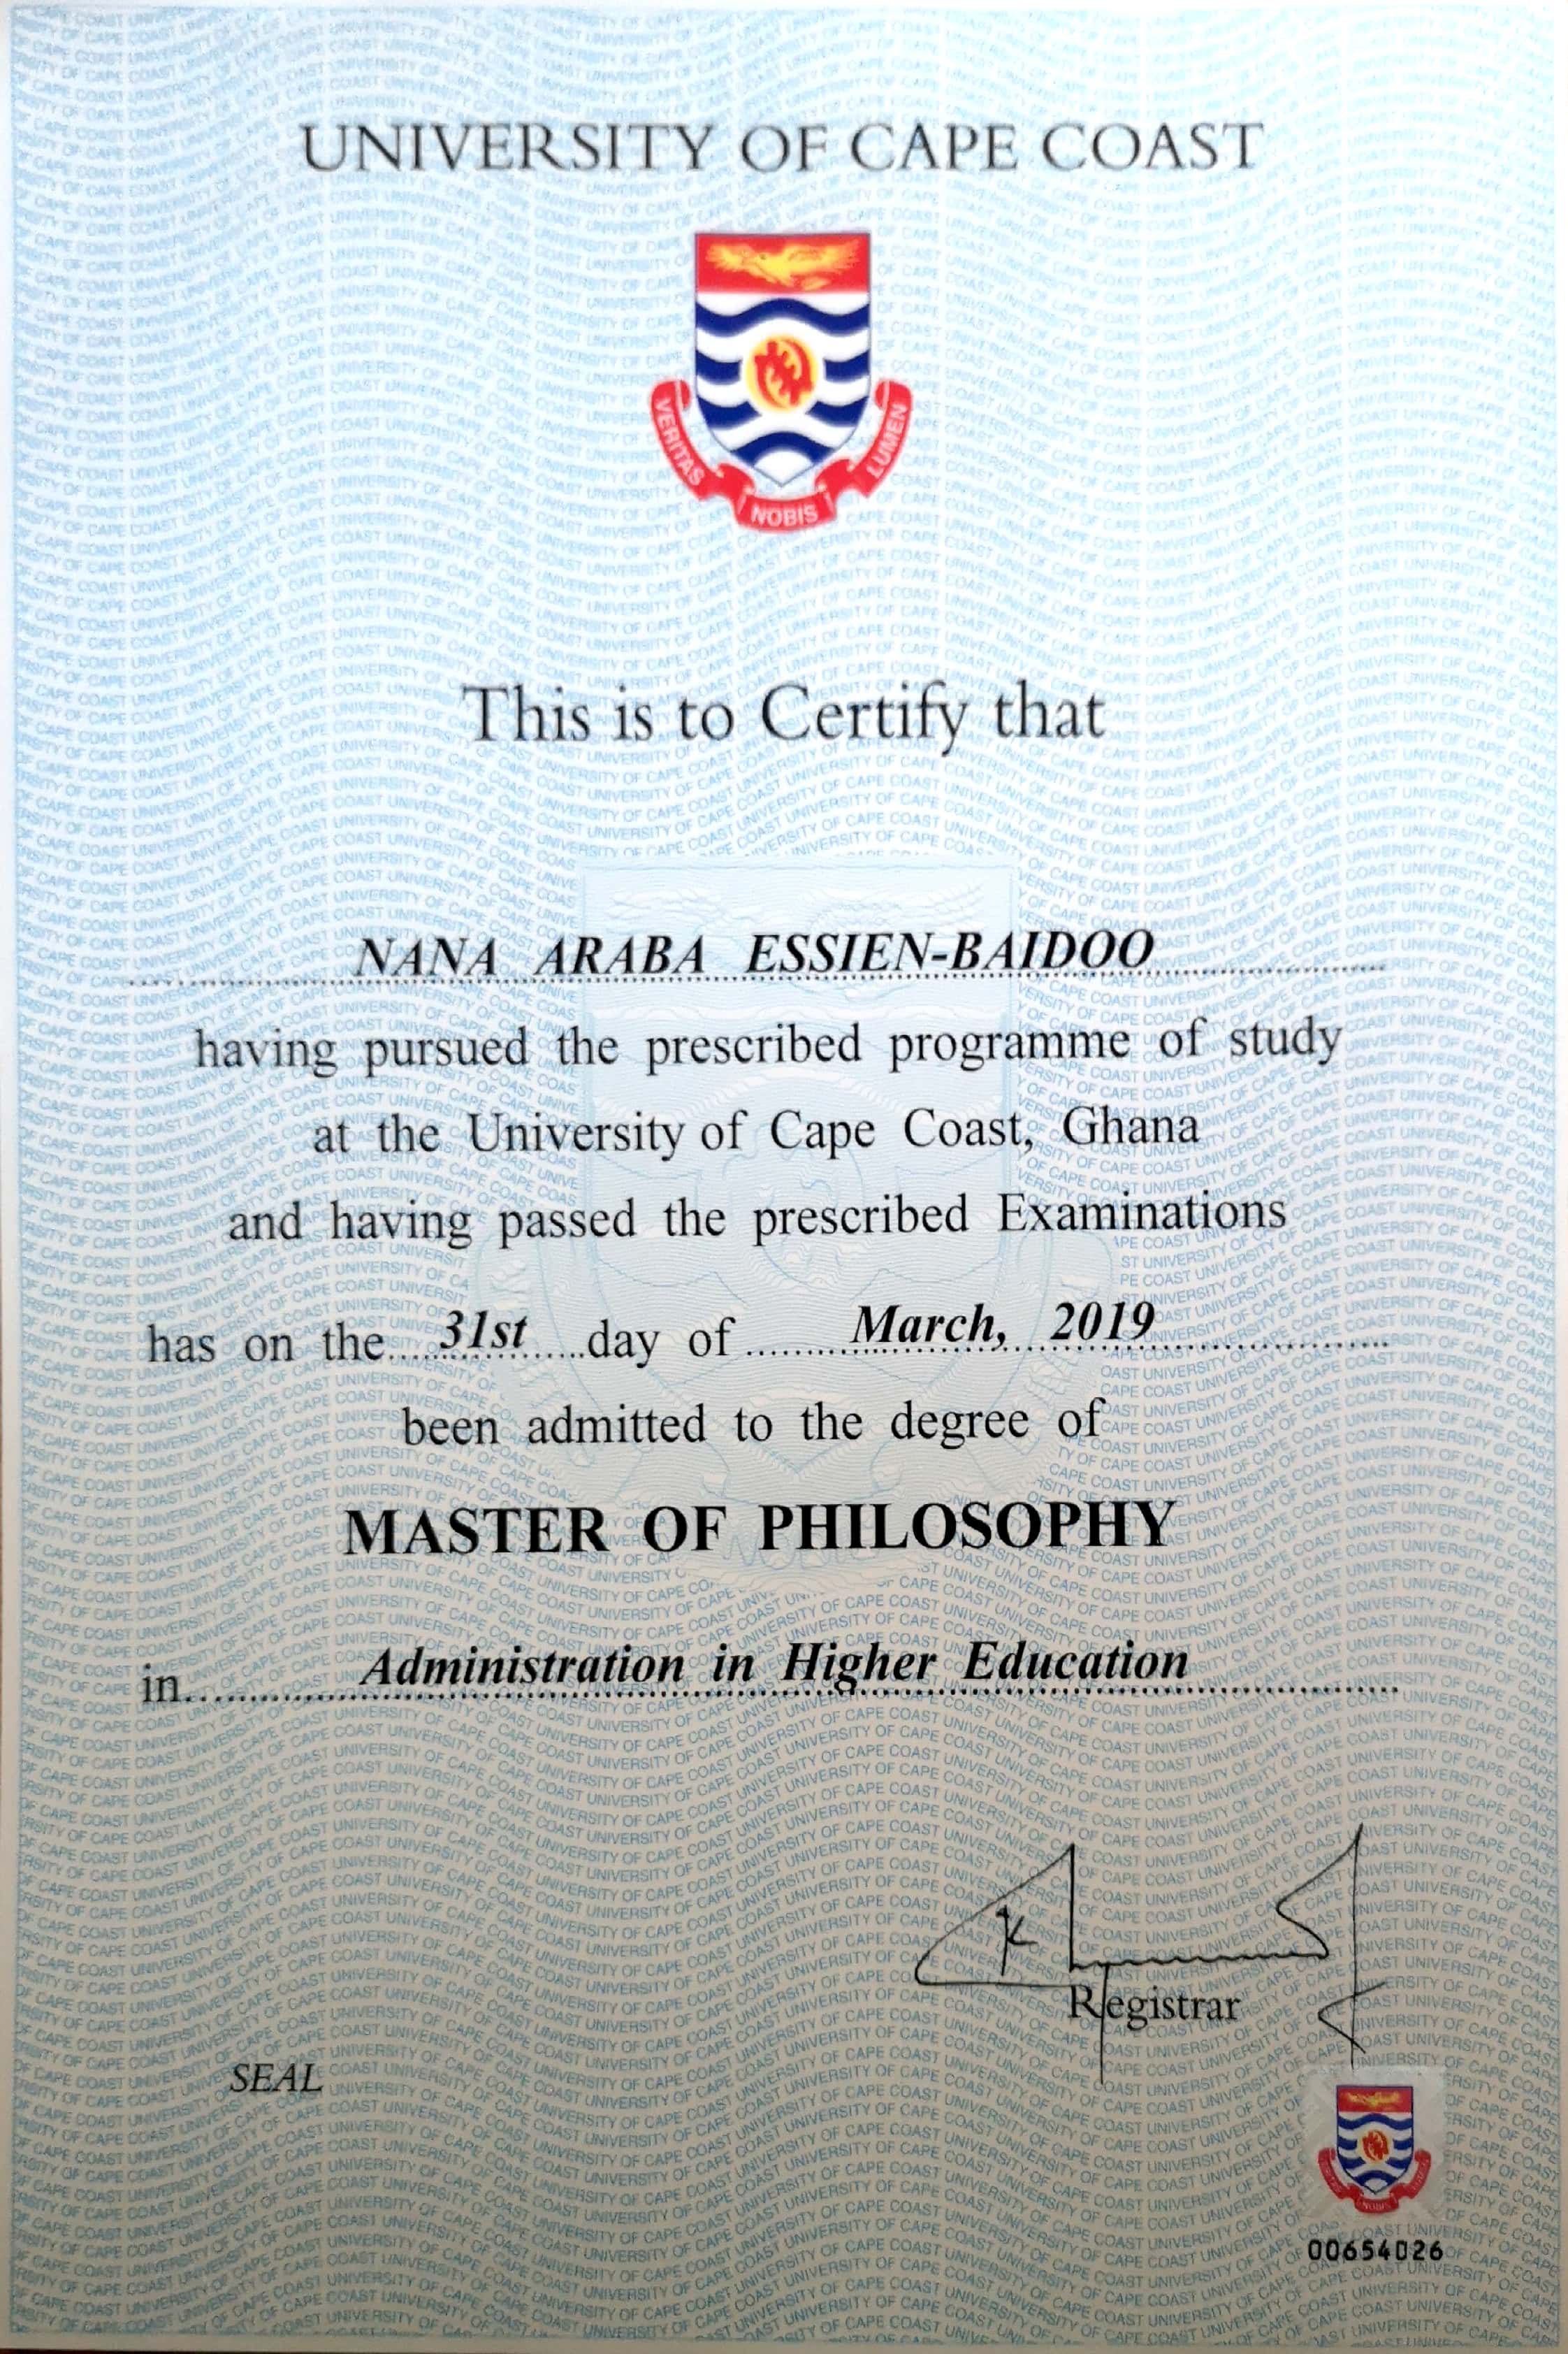 UNIVERSITY OF CAPE COAST
VERITAS NOBIS LUMEN
This is to Certify that
NANA ARABA ESSIEN-BAIDOO
having pursued the prescribed programme of study
at the University of Cape Coast, Ghana
and having passed the prescribed Examinations
has on the 31st day of March, 2019
been admitted to the degree of
MASTER OF PHILOSOPHY
in Administration in Higher Education
Registrar
SEAL
NOBIS
00654026